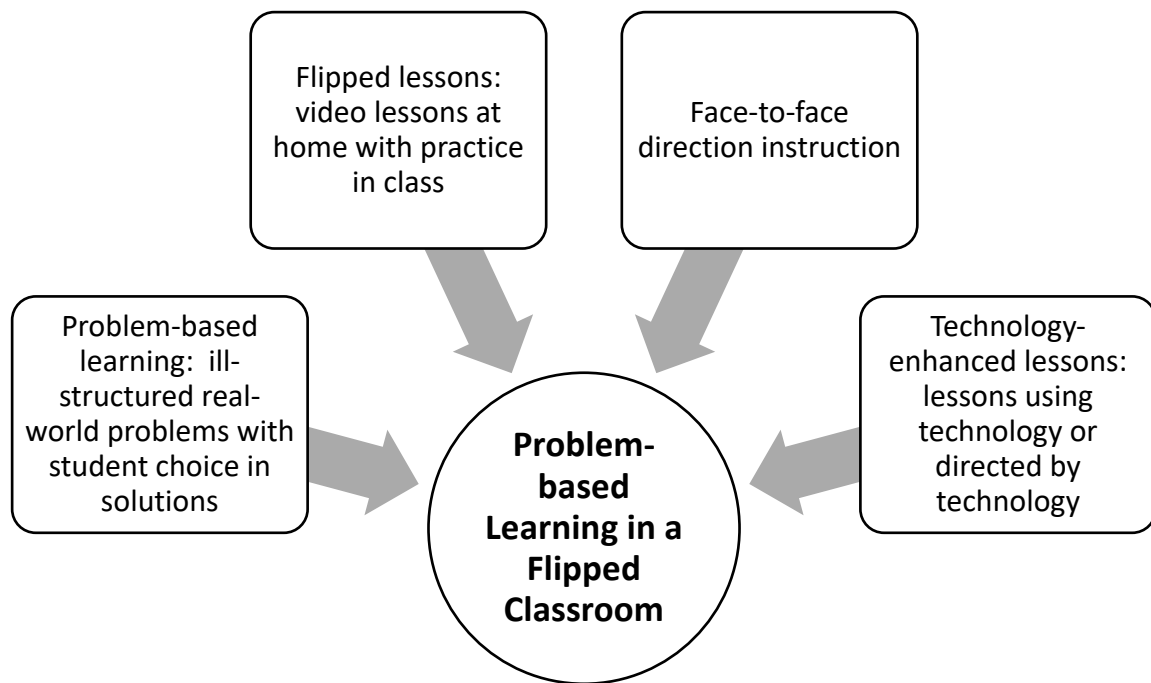 Flipped lessons:
video lessons at
home with practice
in class
Face-to-face
direction instruction
Problem-based
learning:  ill-
structured real-
world problems with
student choice in
solutions
Technology-
enhanced lessons:
lessons using
technology or
directed by
technology
Problem-
based
Learning in a
Flipped
Classroom